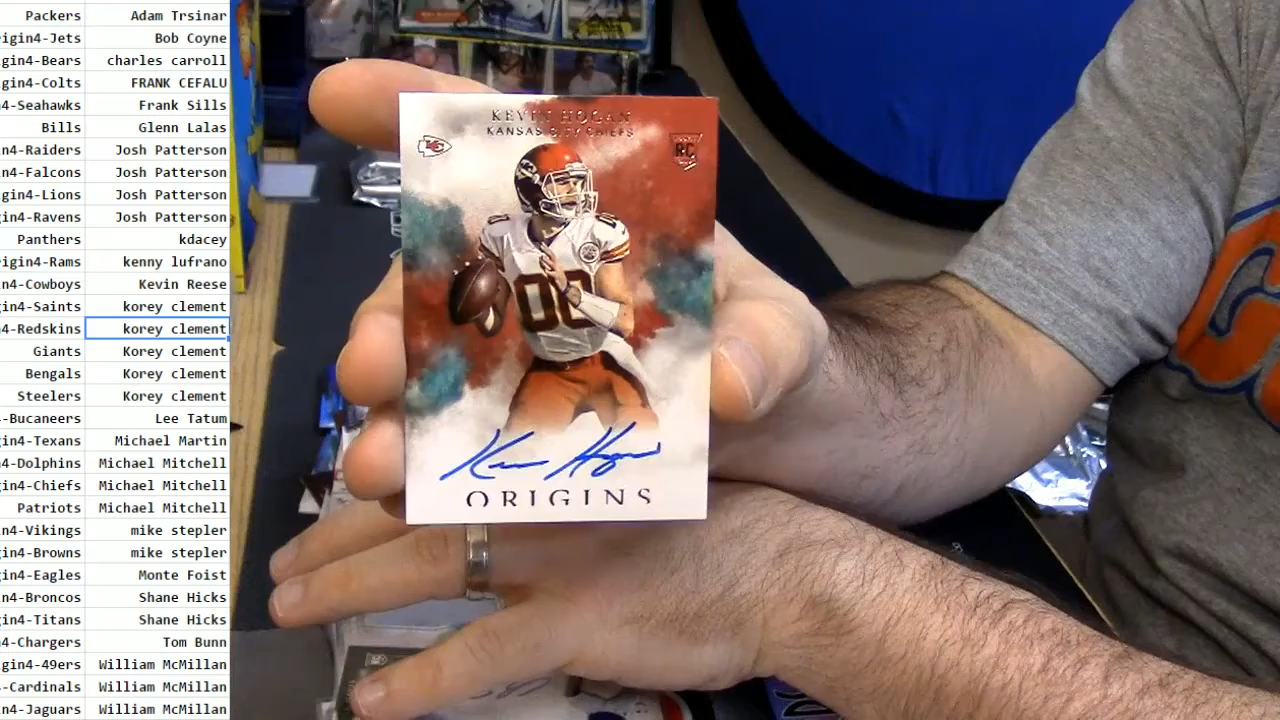 Packers Adam Trsinar
igin4-Jets Bob Coyne
gin4-Bears charles carroll
gin4-Colts FRANK CEFALU
4-Seahawks Frank Sills
Bills Glenn Lalas
n4-Raiders Josh Patterson
n4-Falcons Josh Patterson
in4-Lions Josh Patterson
in4-Ravens Josh Patterson
Panthers kdacey
rigin4-Rams kenny lufrano
n4-Cowboys Kevin Reese
gin4-Saints korey clement
4-Redskins korey clement
Giants Korey clement
Bengals Korey clement
Steelers Korey clement
-Bucaneers Lee Tatum
gin4-Texans Michael Martin
n4-Dolphins Michael Mitchell
in4-Chiefs Michael Mitchell
Patriots Michael Mitchell
n4-Vikings mike stepler
in4-Browns mike stepler
in4-Eagles Monte Foist
n4-Broncos Shane Hicks
n4-Titans Shane Hicks
4-Chargers Tom Bunn
gin4-49ers William McMillan
-Cardinals William McMillan
n4-Jaguars William McMillan
KEVIN HOGAN
KANSAS CITY CHIEFS
KC
RC
00
Kevin Hogan
ORIGINS